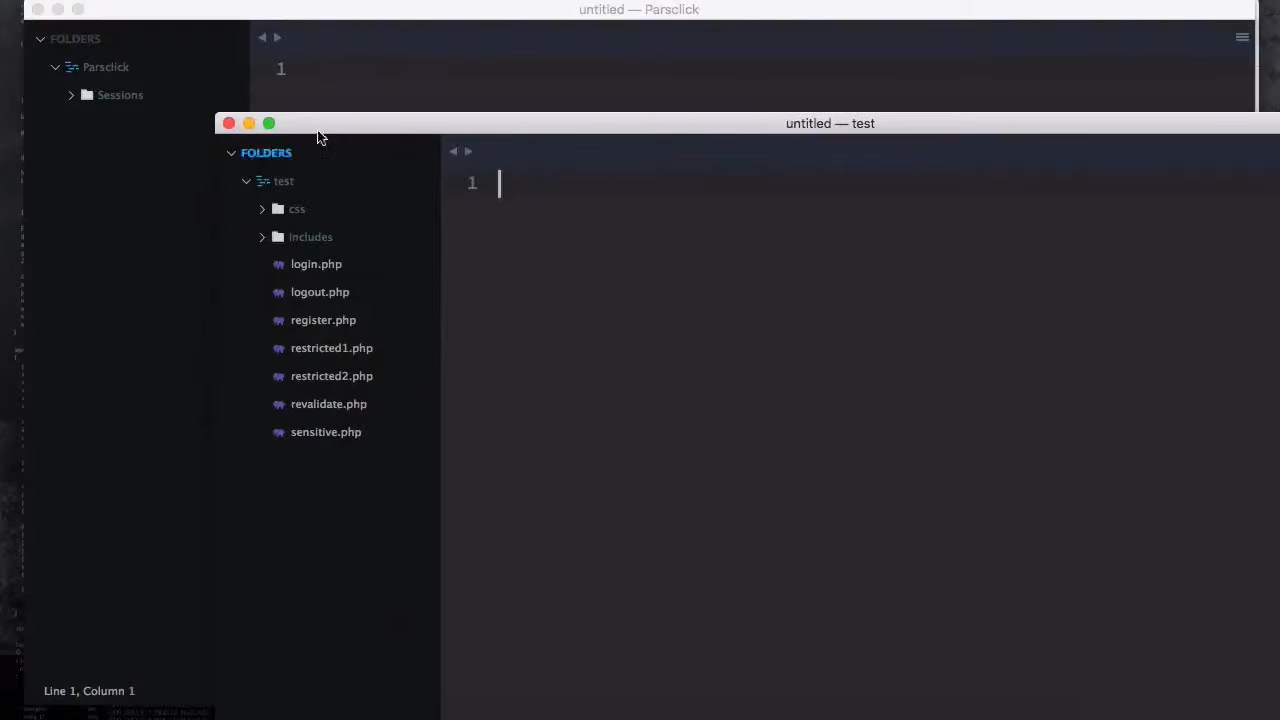 untitled — Parsclick
FOLDERS
Parsclick
Sessions
1
untitled — test
FOLDERS
test
css
includes
login.php
logout.php
register.php
restricted1.php
restricted2.php
revalidate.php
sensitive.php
1
Line 1, Column 1